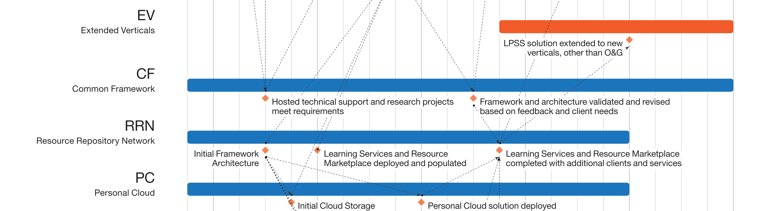 EV
Extended Verticals
LPSS solution extended to new
verticals, other than O&G
CF
Common Framework
Hosted technical support and research projects
meet requirements
Framework and architecture validated and revised
based on feedback and client needs
RRN
Resource Repository Network
Initial Framework
Architecture
Learning Services and Resource
Marketplace deployed and populated
Learning Services and Resource Marketplace
completed with additional clients and services
PC
Personal Cloud
Initial Cloud Storage
Personal Cloud solution deployed